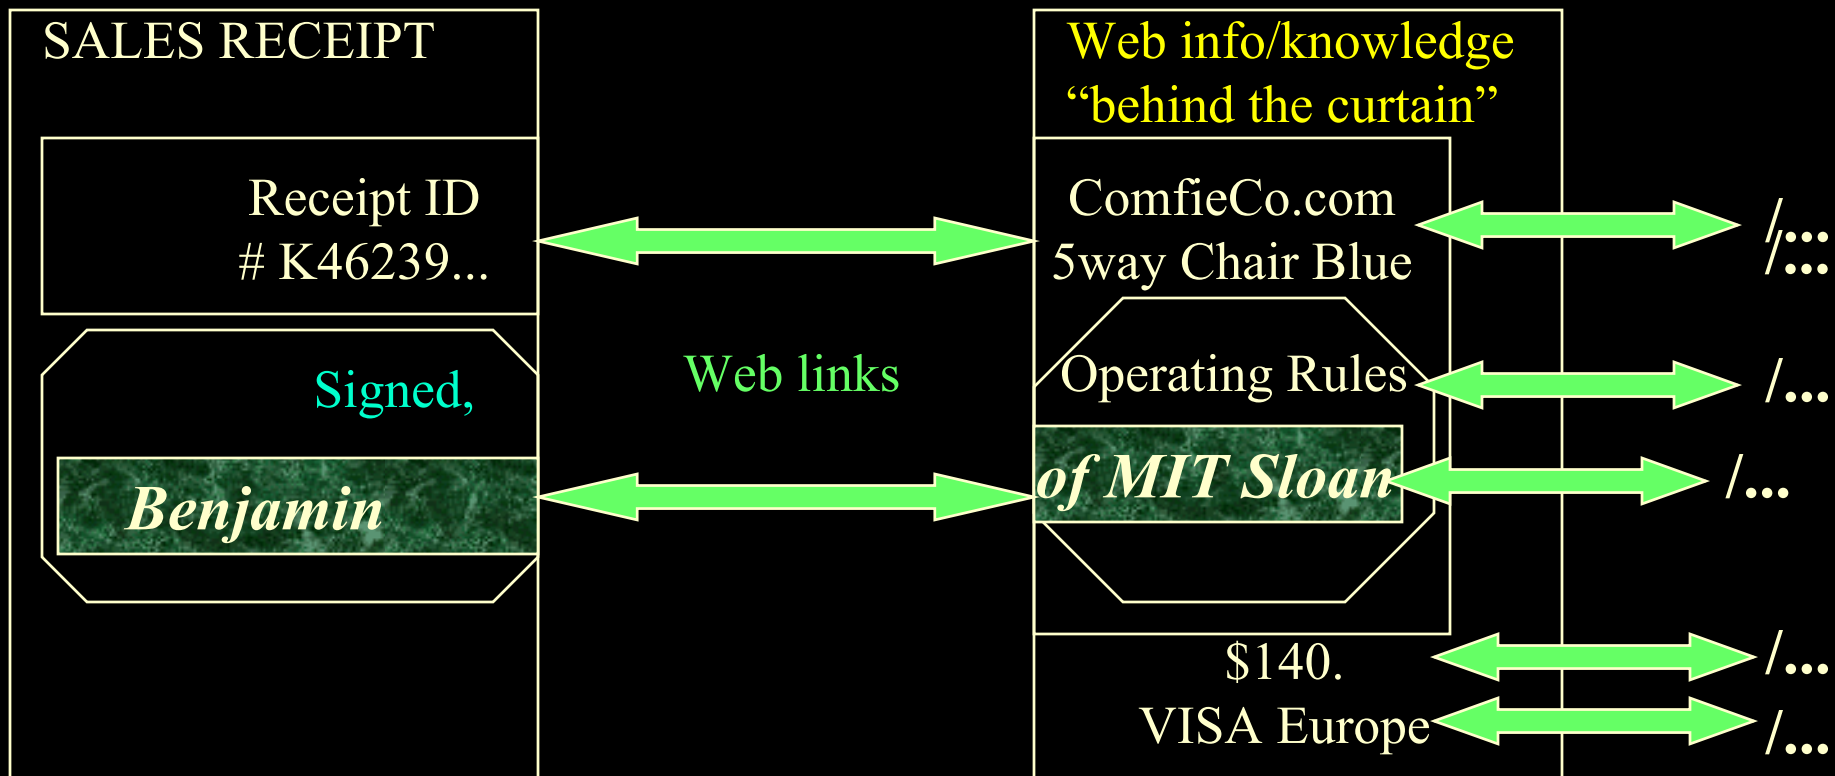 SALES RECEIPT
Receipt ID
# K46239...
Signed,
Benjamin
Web links
Web info/knowledge
“behind the curtain”
ComfieCo.com
5way Chair Blue
Operating Rules
of MIT Sloan
$140.
VISA Europe
/...
/...
/...
/...
/...
/...